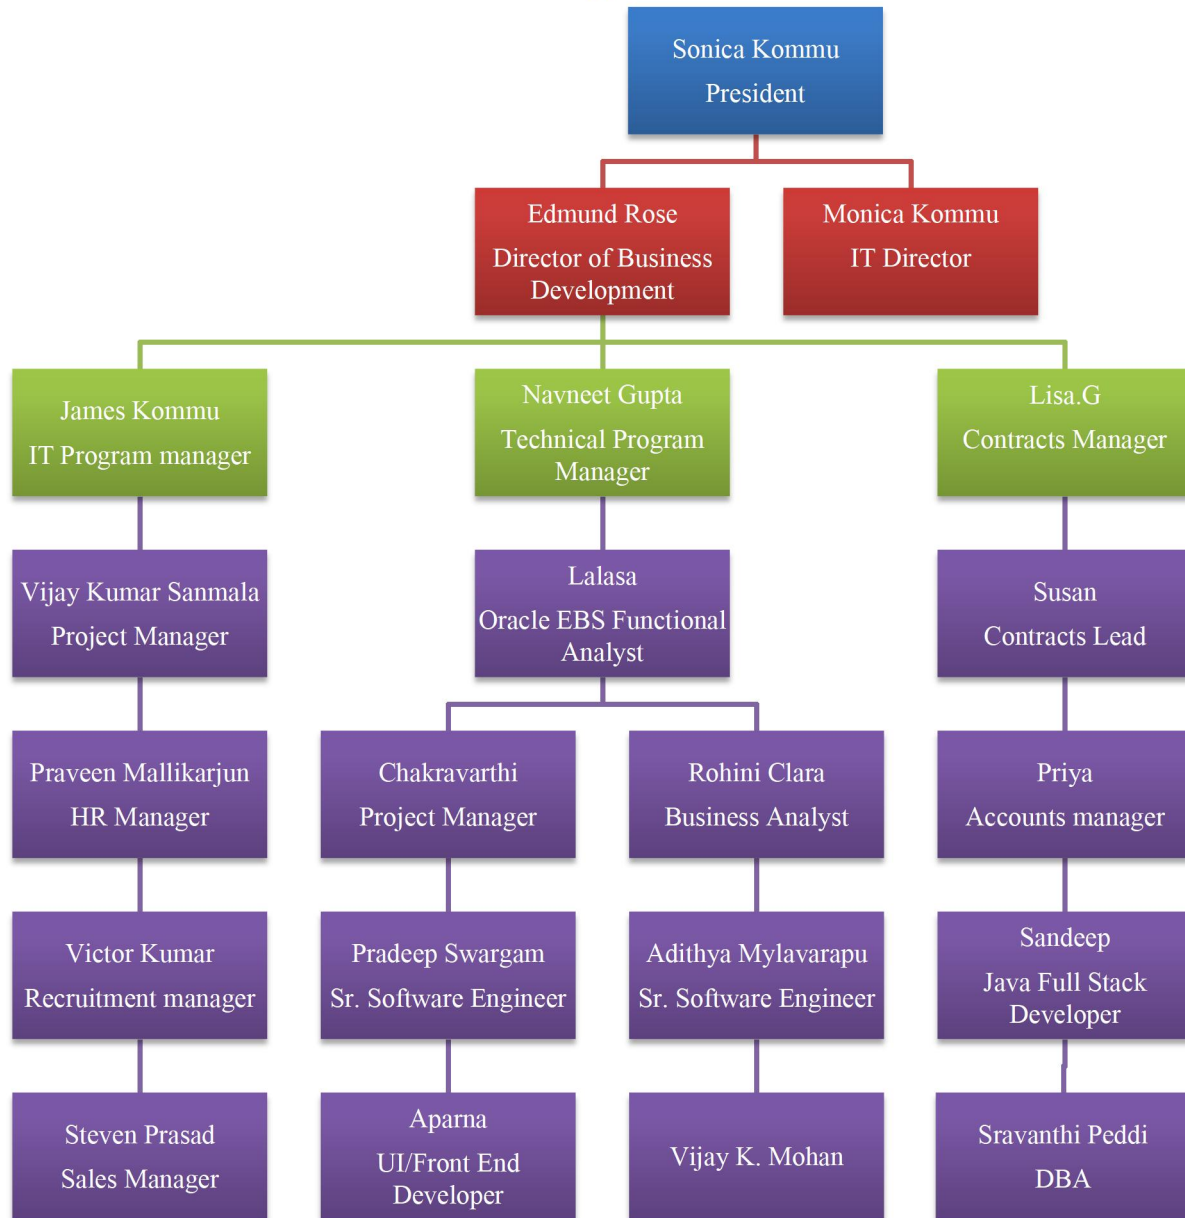 Sonica Kommu
President
Edmund Rose
Director of Business
Development
Monica Kommu
IT Director
James Kommu
IT Program manager
Navneet Gupta
Technical Program
Manager
Lisa.G
Contracts Manager
Vijay Kumar Sanmala
Project Manager
Lalasa
Oracle EBS Functional
Analyst
Susan
Contracts Lead
Praveen Mallikarjun
HR Manager
Chakravarthi
Project Manager
Rohini Clara
Business Analyst
Priya
Accounts manager
Victor Kumar
Recruitment manager
Pradeep Swargam
Sr. Software Engineer
Adithya Mylavarapu
Sr. Software Engineer
Sandeep
Java Full Stack
Developer
Steven Prasad
Sales Manager
Aparna
UI/Front End
Developer
Vijay K. Mohan
Sravanthi Peddi
DBA